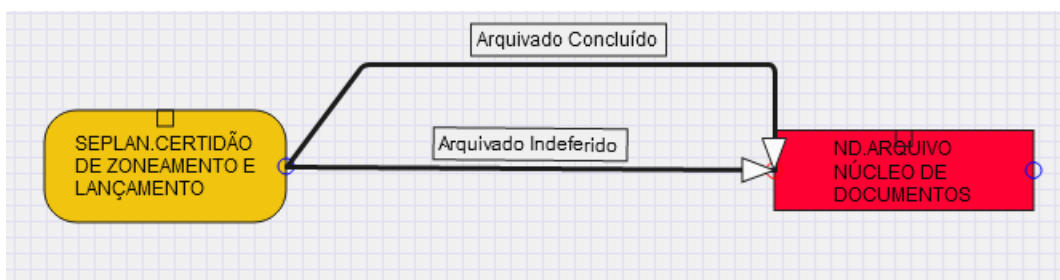 Arquivado Concluído
SEPLAN.CERTIDÃO
DE ZONEAMENTO E
LANÇAMENTO
Arquivado Indeferido
ND.ARQUIVO
NÚCLEO DE
DOCUMENTOS